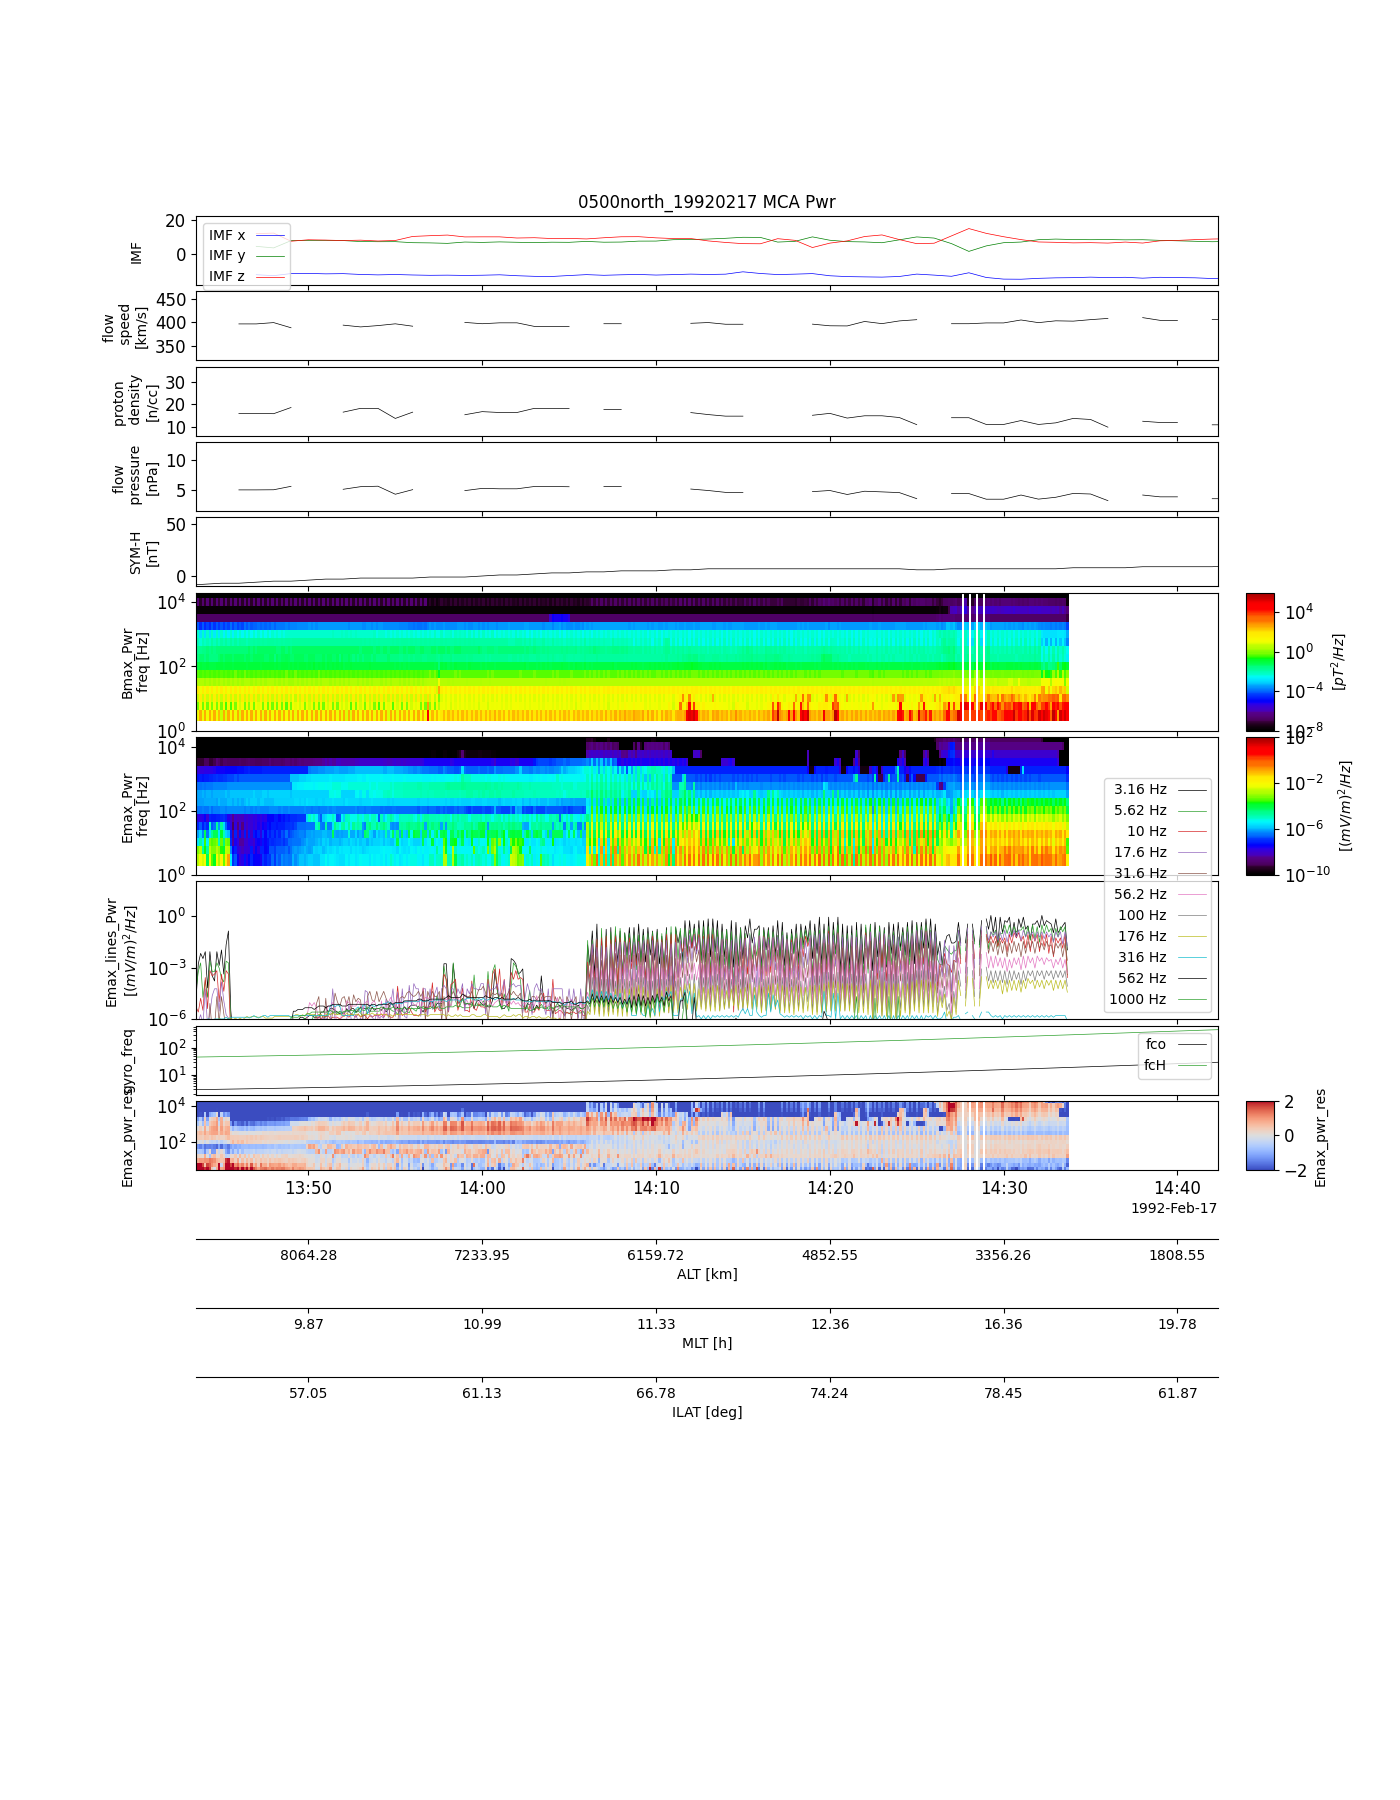 0500north_19920217 MCA Pwr
20
0
IMF
IMF x
IMF y
IMF z
450
400
350
flow
speed
[km/s]
30
20
10
proton
density
[n/cc]
10
5
flow
pressure
[nPa]
50
0
SYM-H
[nT]
10^4
10^2
10^0
Bmax_Pwr
freq [Hz]
10^4
10^0
10^-4
10^-8
[pT^2/Hz]
10^4
10^2
10^0
Emax_Pwr
freq [Hz]
10^2
10^-2
10^-6
10^-10
[(mV/m)^2/Hz]
3.16 Hz
5.62 Hz
10 Hz
17.6 Hz
31.6 Hz
56.2 Hz
100 Hz
176 Hz
316 Hz
562 Hz
1000 Hz
10^0
10^-3
10^-6
Emax_lines_Pwr
[(mV/m)^2/Hz]
10^2
10^1
gyro_freq
fco
fcH
10^4
10^2
Emax_pwr_res
2
0
−2
Emax_pwr_res
13:50 14:00 14:10 14:20 14:30 14:40
1992-Feb-17
8064.28 7233.95 6159.72 4852.55 3356.26 1808.55
ALT [km]
9.87 10.99 11.33 12.36 16.36 19.78
MLT [h]
57.05 61.13 66.78 74.24 78.45 61.87
ILAT [deg]